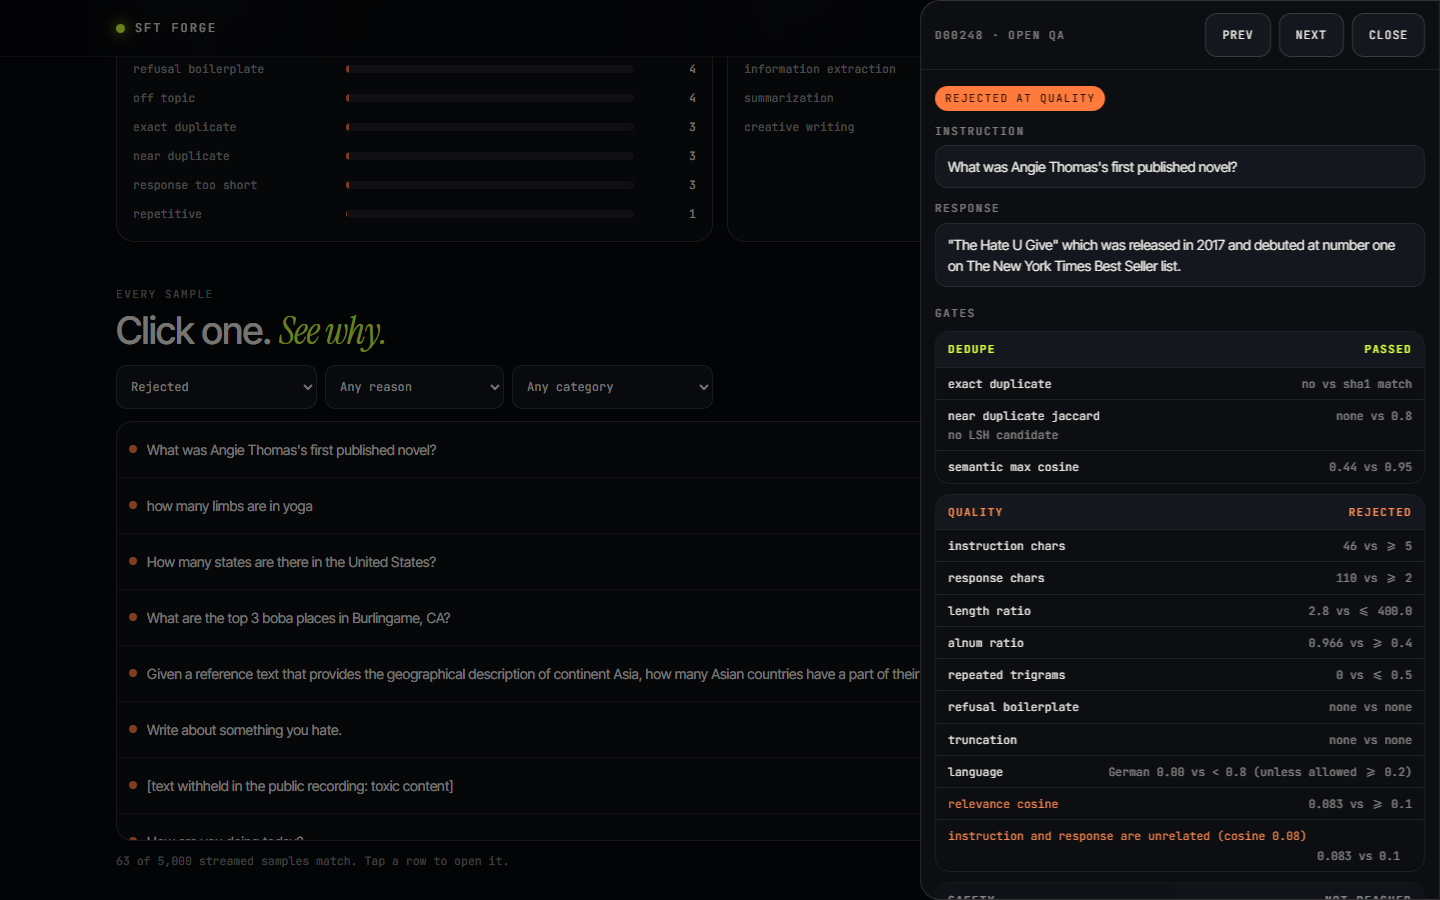 SFT FORGE
refusal boilerplate 4
off topic 4
exact duplicate 3
near duplicate 3
response too short 3
repetitive 1
information extraction
summarization
creative writing
EVERY SAMPLE
Click one. See why.
Rejected
Any reason
Any category
What was Angie Thomas's first published novel?
how many limbs are in yoga
How many states are there in the United States?
What are the top 3 boba places in Burlingame, CA?
Given a reference text that provides the geographical description of continent Asia, how many Asian countries have a part of their
Write about something you hate.
[text withheld in the public recording: toxic content]
How are you doing today?
63 of 5,000 streamed samples match. Tap a row to open it.
D00248 · OPEN QA
PREV
NEXT
CLOSE
REJECTED AT QUALITY
INSTRUCTION
What was Angie Thomas's first published novel?
RESPONSE
"The Hate U Give" which was released in 2017 and debuted at number one
on The New York Times Best Seller list.
GATES
DEDUPE PASSED
exact duplicate no vs sha1 match
near duplicate jaccard none vs 0.8
no LSH candidate
semantic max cosine 0.44 vs 0.95
QUALITY REJECTED
instruction chars 46 vs ≥ 5
response chars 110 vs ≥ 2
length ratio 2.8 vs ≤ 400.0
alnum ratio 0.966 vs ≥ 0.4
repeated trigrams 0 vs ≤ 0.5
refusal boilerplate none vs none
truncation none vs none
language German 0.00 vs < 0.8 (unless allowed ≥ 0.2)
relevance cosine 0.083 vs ≥ 0.1
instruction and response are unrelated (cosine 0.08)
0.083 vs 0.1
SAFETY NOT REACHED